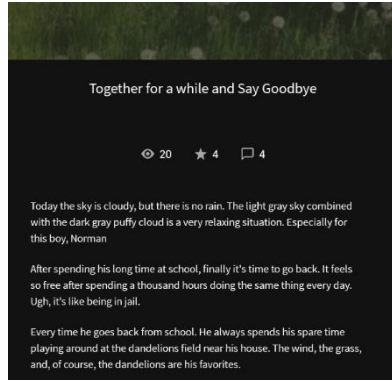 Together for a while and Say Goodbye
20 4 4
Today the sky is cloudy, but there is no rain. The light gray sky combined
with the dark gray puffy cloud is a very relaxing situation. Especially for
this boy, Norman
After spending his long time at school, finally it's time to go back. It feels
so free after spending a thousand hours doing the same thing every day.
Ugh, it's like being in jail.
Every time he goes back from school. He always spends his spare time
playing around at the dandelions field near his house. The wind, the grass,
and, of course, the dandelions are his favorites.